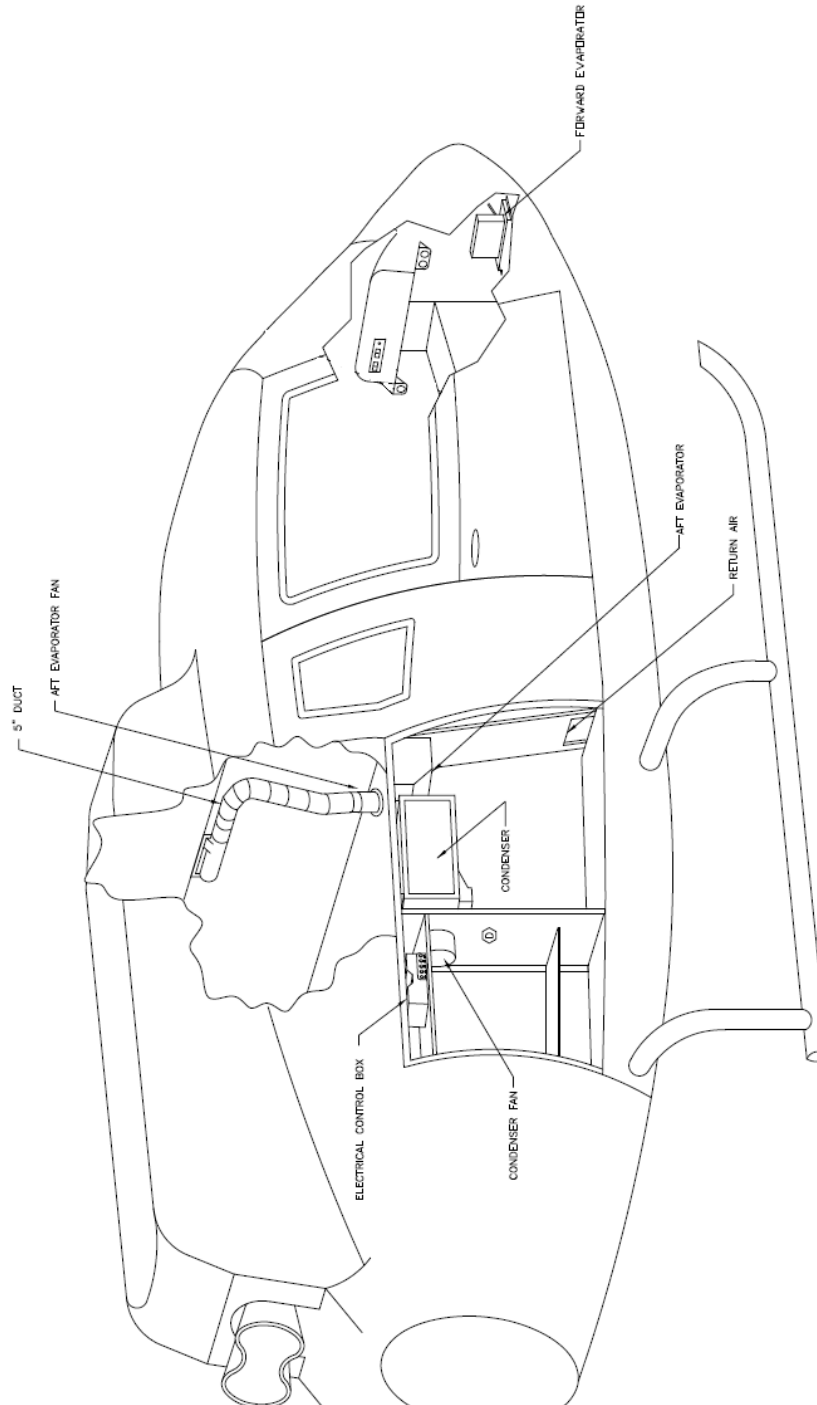 5" DUCT
AFT EVAPORATOR FAN
FORWARD EVAPORATOR
ELECTRICAL CONTROL BOX
CONDENSER FAN
D
CONDENSER
AFT EVAPORATOR
RETURN AIR